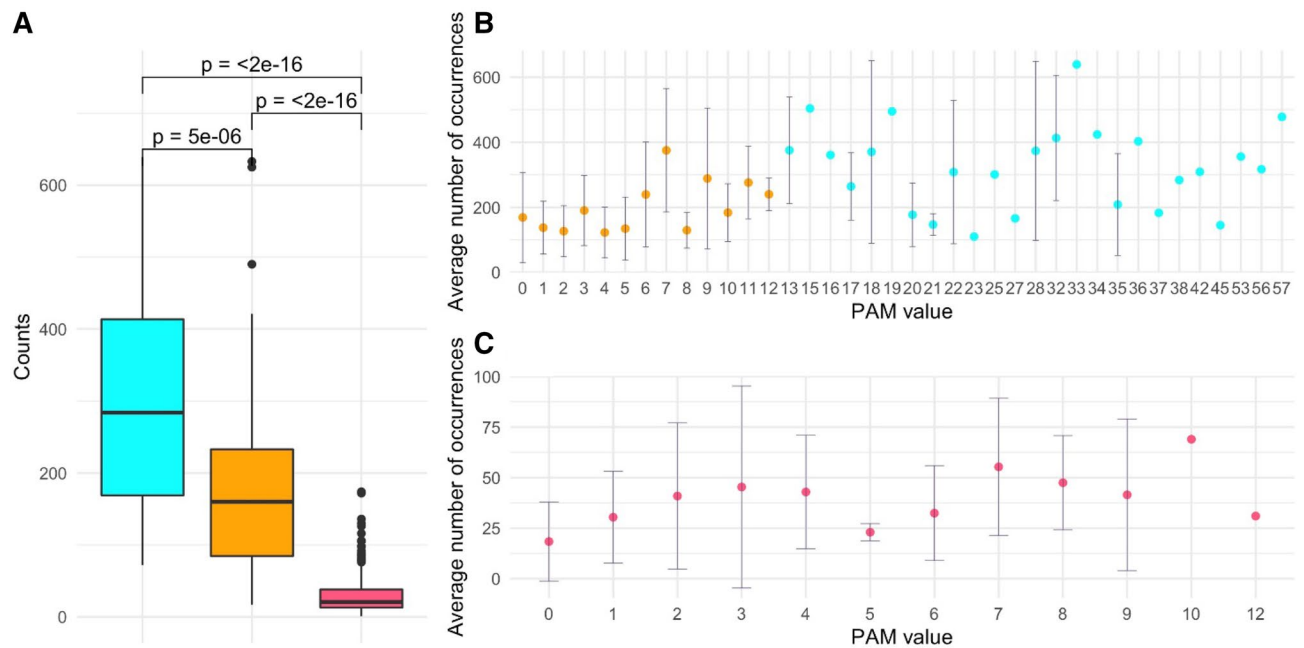 A
p = <2e-16
p = <2e-16
p = 5e-06
Counts
600
400
200
0
B
Average number of occurrences
600
400
200
0
0 1 2 3 4 5 6 7 8 9 10 11 12 13 15 16 17 18 19 20 21 22 23 25 27 28 32 33 34 35 36 37 38 42 45 53 56 57
PAM value
C
Average number of occurrences
100
75
50
25
0
0 1 2 3 4 5 6 7 8 9 10 12
PAM value